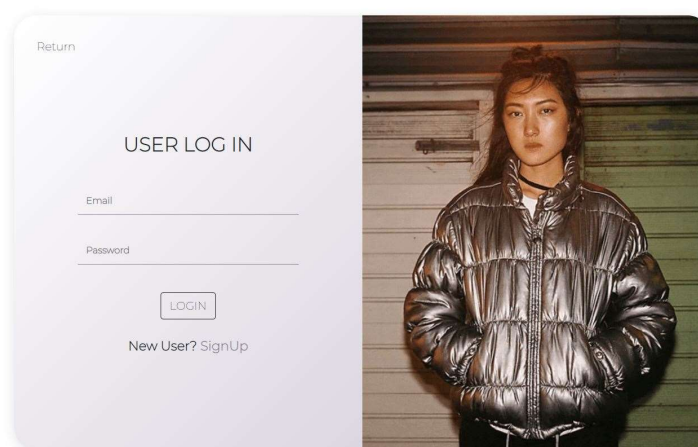 Return
USER LOG IN
Email
Password
LOGIN
New User? SignUp